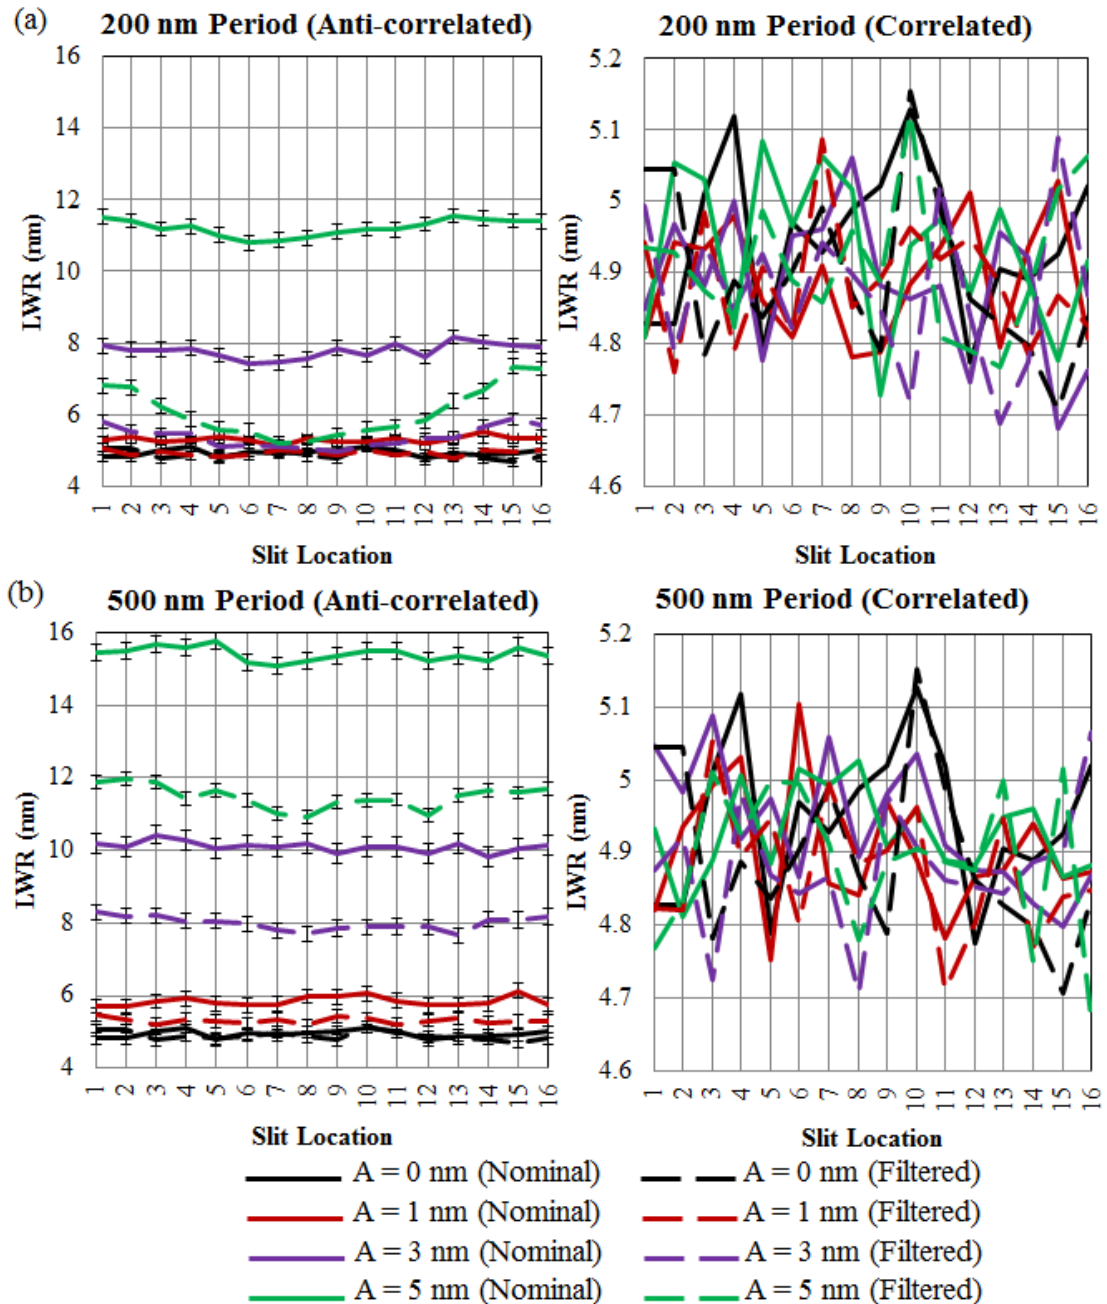 (a)
200 nm Period (Anti-correlated)
16
14
12
10
8
6
4
LWR (nm)
1 2 3 4 5 6 7 8 9 10 11 12 13 14 15 16
Slit Location
200 nm Period (Correlated)
5.2
5.1
5
4.9
4.8
4.7
4.6
LWR (nm)
1 2 3 4 5 6 7 8 9 10 11 12 13 14 15 16
Slit Location
(b)
500 nm Period (Anti-correlated)
16
14
12
10
8
6
4
LWR (nm)
1 2 3 4 5 6 7 8 9 10 11 12 13 14 15 16
Slit Location
500 nm Period (Correlated)
5.2
5.1
5
4.9
4.8
4.7
4.6
LWR (nm)
1 2 3 4 5 6 7 8 9 10 11 12 13 14 15 16
Slit Location
A = 0 nm (Nominal)
A = 0 nm (Filtered)
A = 1 nm (Nominal)
A = 1 nm (Filtered)
A = 3 nm (Nominal)
A = 3 nm (Filtered)
A = 5 nm (Nominal)
A = 5 nm (Filtered)